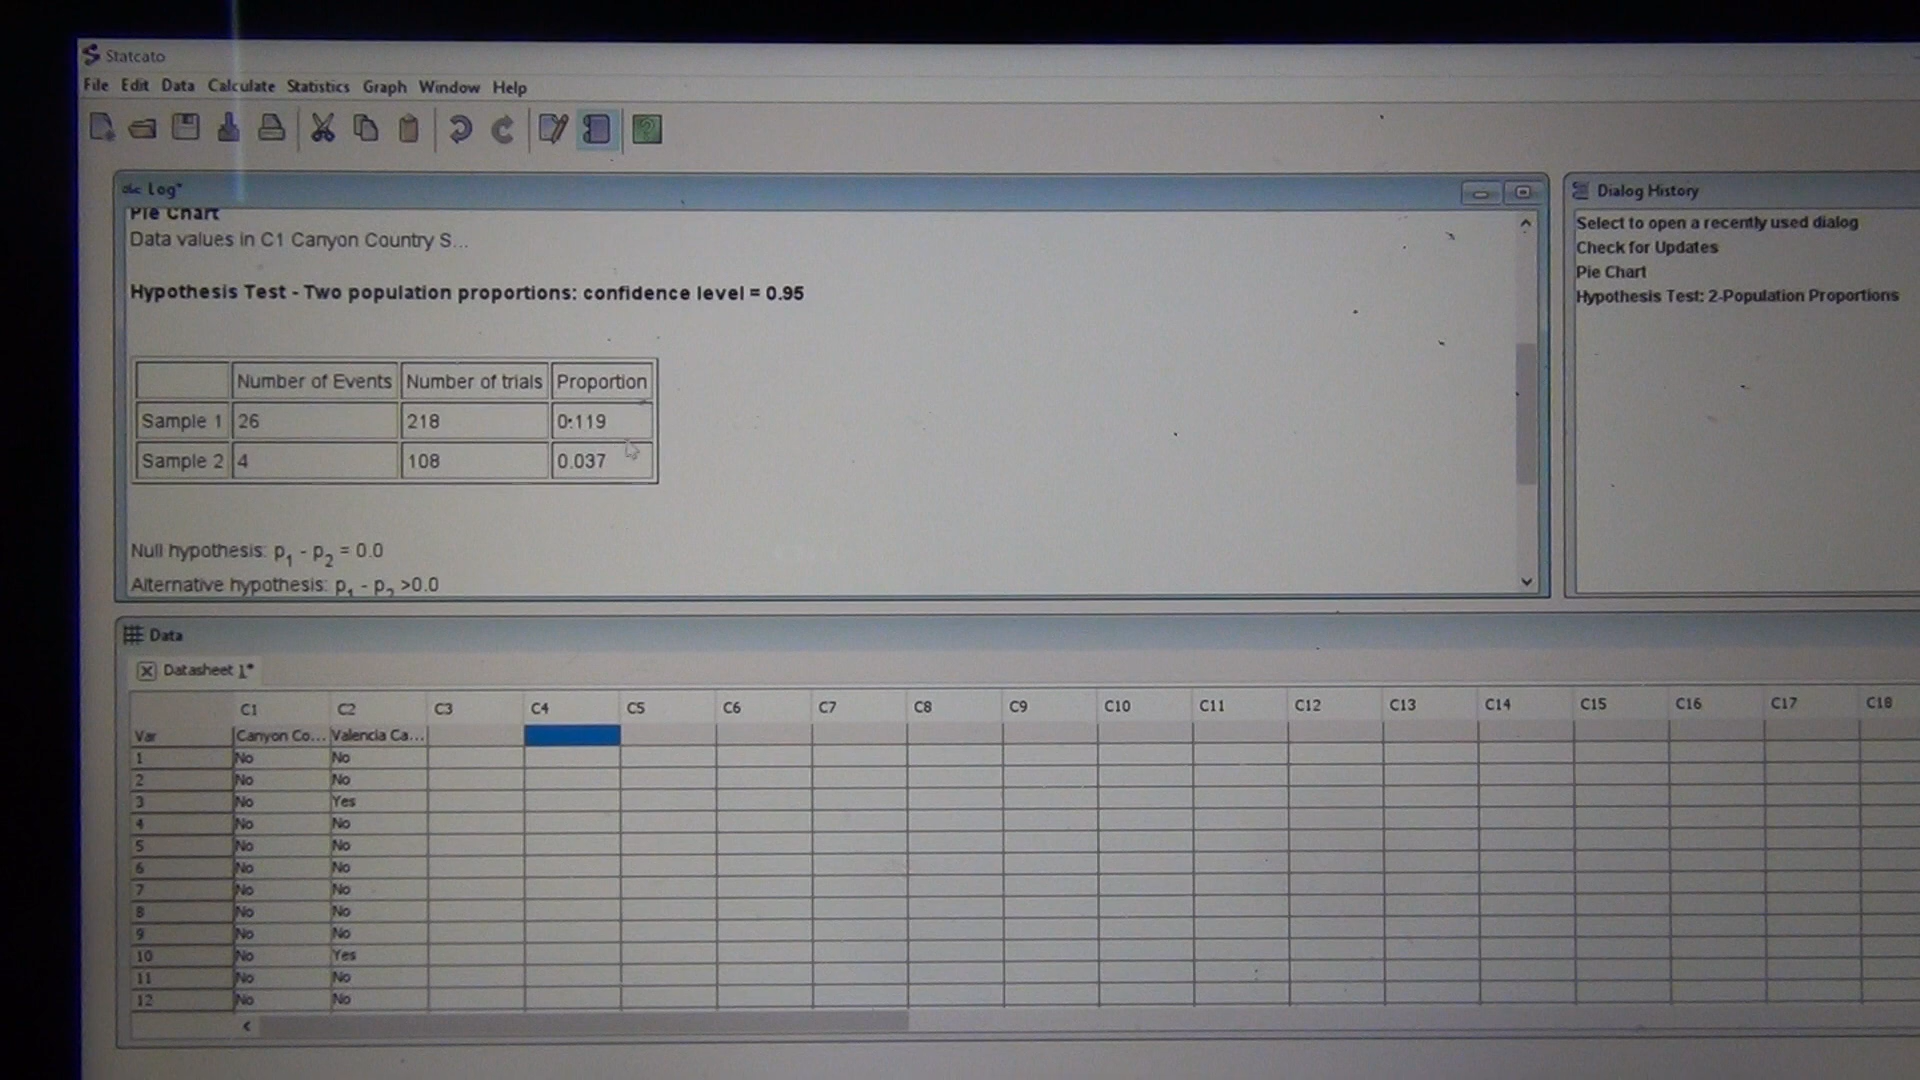 Statcato
File Edit Data Calculate Statistics Graph Window Help
Log*
Pie Chart
Data values in C1 Canyon Country S...
Hypothesis Test - Two population proportions: confidence level = 0.95
Number of Events Number of trials Proportion
Sample 1 26 218 0.119
Sample 2 4 108 0.037
Null hypothesis: p1 - p2 = 0.0
Alternative hypothesis: p1 - p2 >0.0
Dialog History
Select to open a recently used dialog
Check for Updates
Pie Chart
Hypothesis Test: 2-Population Proportions
Data
Datasheet 1*
C1 C2 C3 C4 C5 C6 C7 C8 C9 C10 C11 C12 C13 C14 C15 C16 C17 C18
Var Canyon Co... Valencia Ca...
1 No No
2 No No
3 No Yes
4 No No
5 No No
6 No No
7 No No
8 No No
9 No No
10 No Yes
11 No No
12 No No